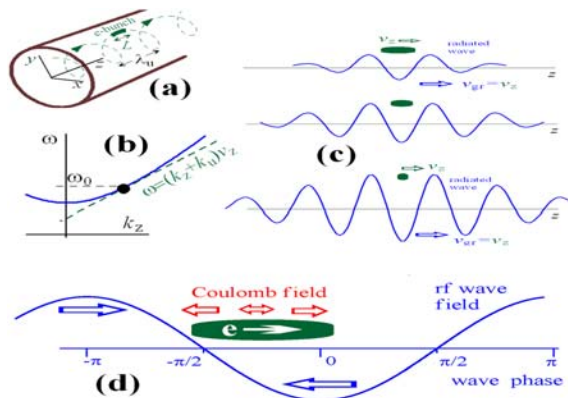 e-bunch
y
z
x
Z
λu
(a)
(b)
ω
ω0
ω=(kz+ku)vz
kz
vz
radiated
wave
z
vgr=vz
z
(c)
vz
radiated
wave
z
vgr=vz
Coulomb field
rf wave
field
e
-π
-π/2
0
π/2
π
(d)
wave phase